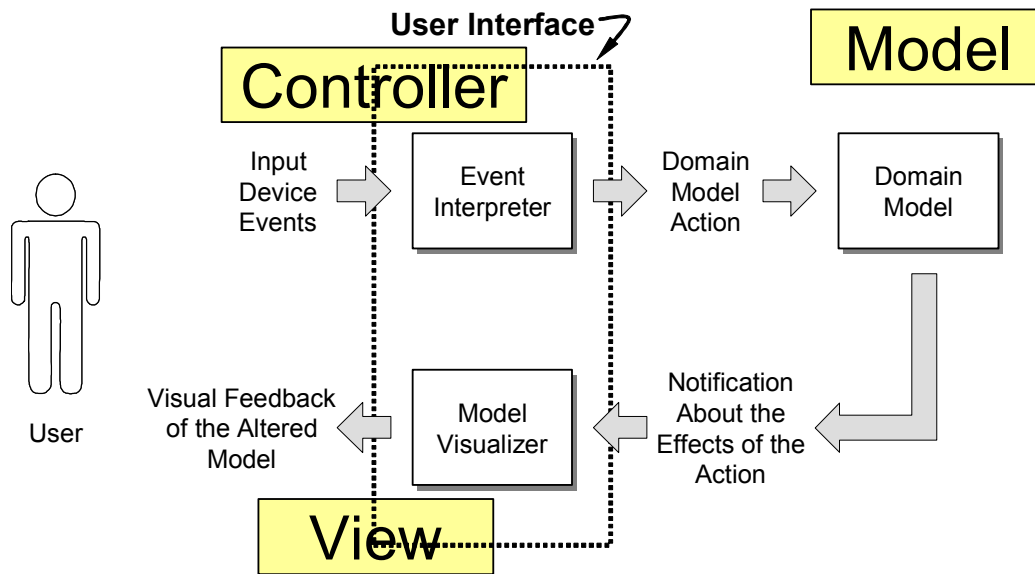 User Interface
Controller
Model
Input
Device
Events
Event
Interpreter
Domain
Model
Action
Domain
Model
User
Visual Feedback
of the Altered
Model
Model
Visualizer
Notification
About the
Effects of the
Action
View